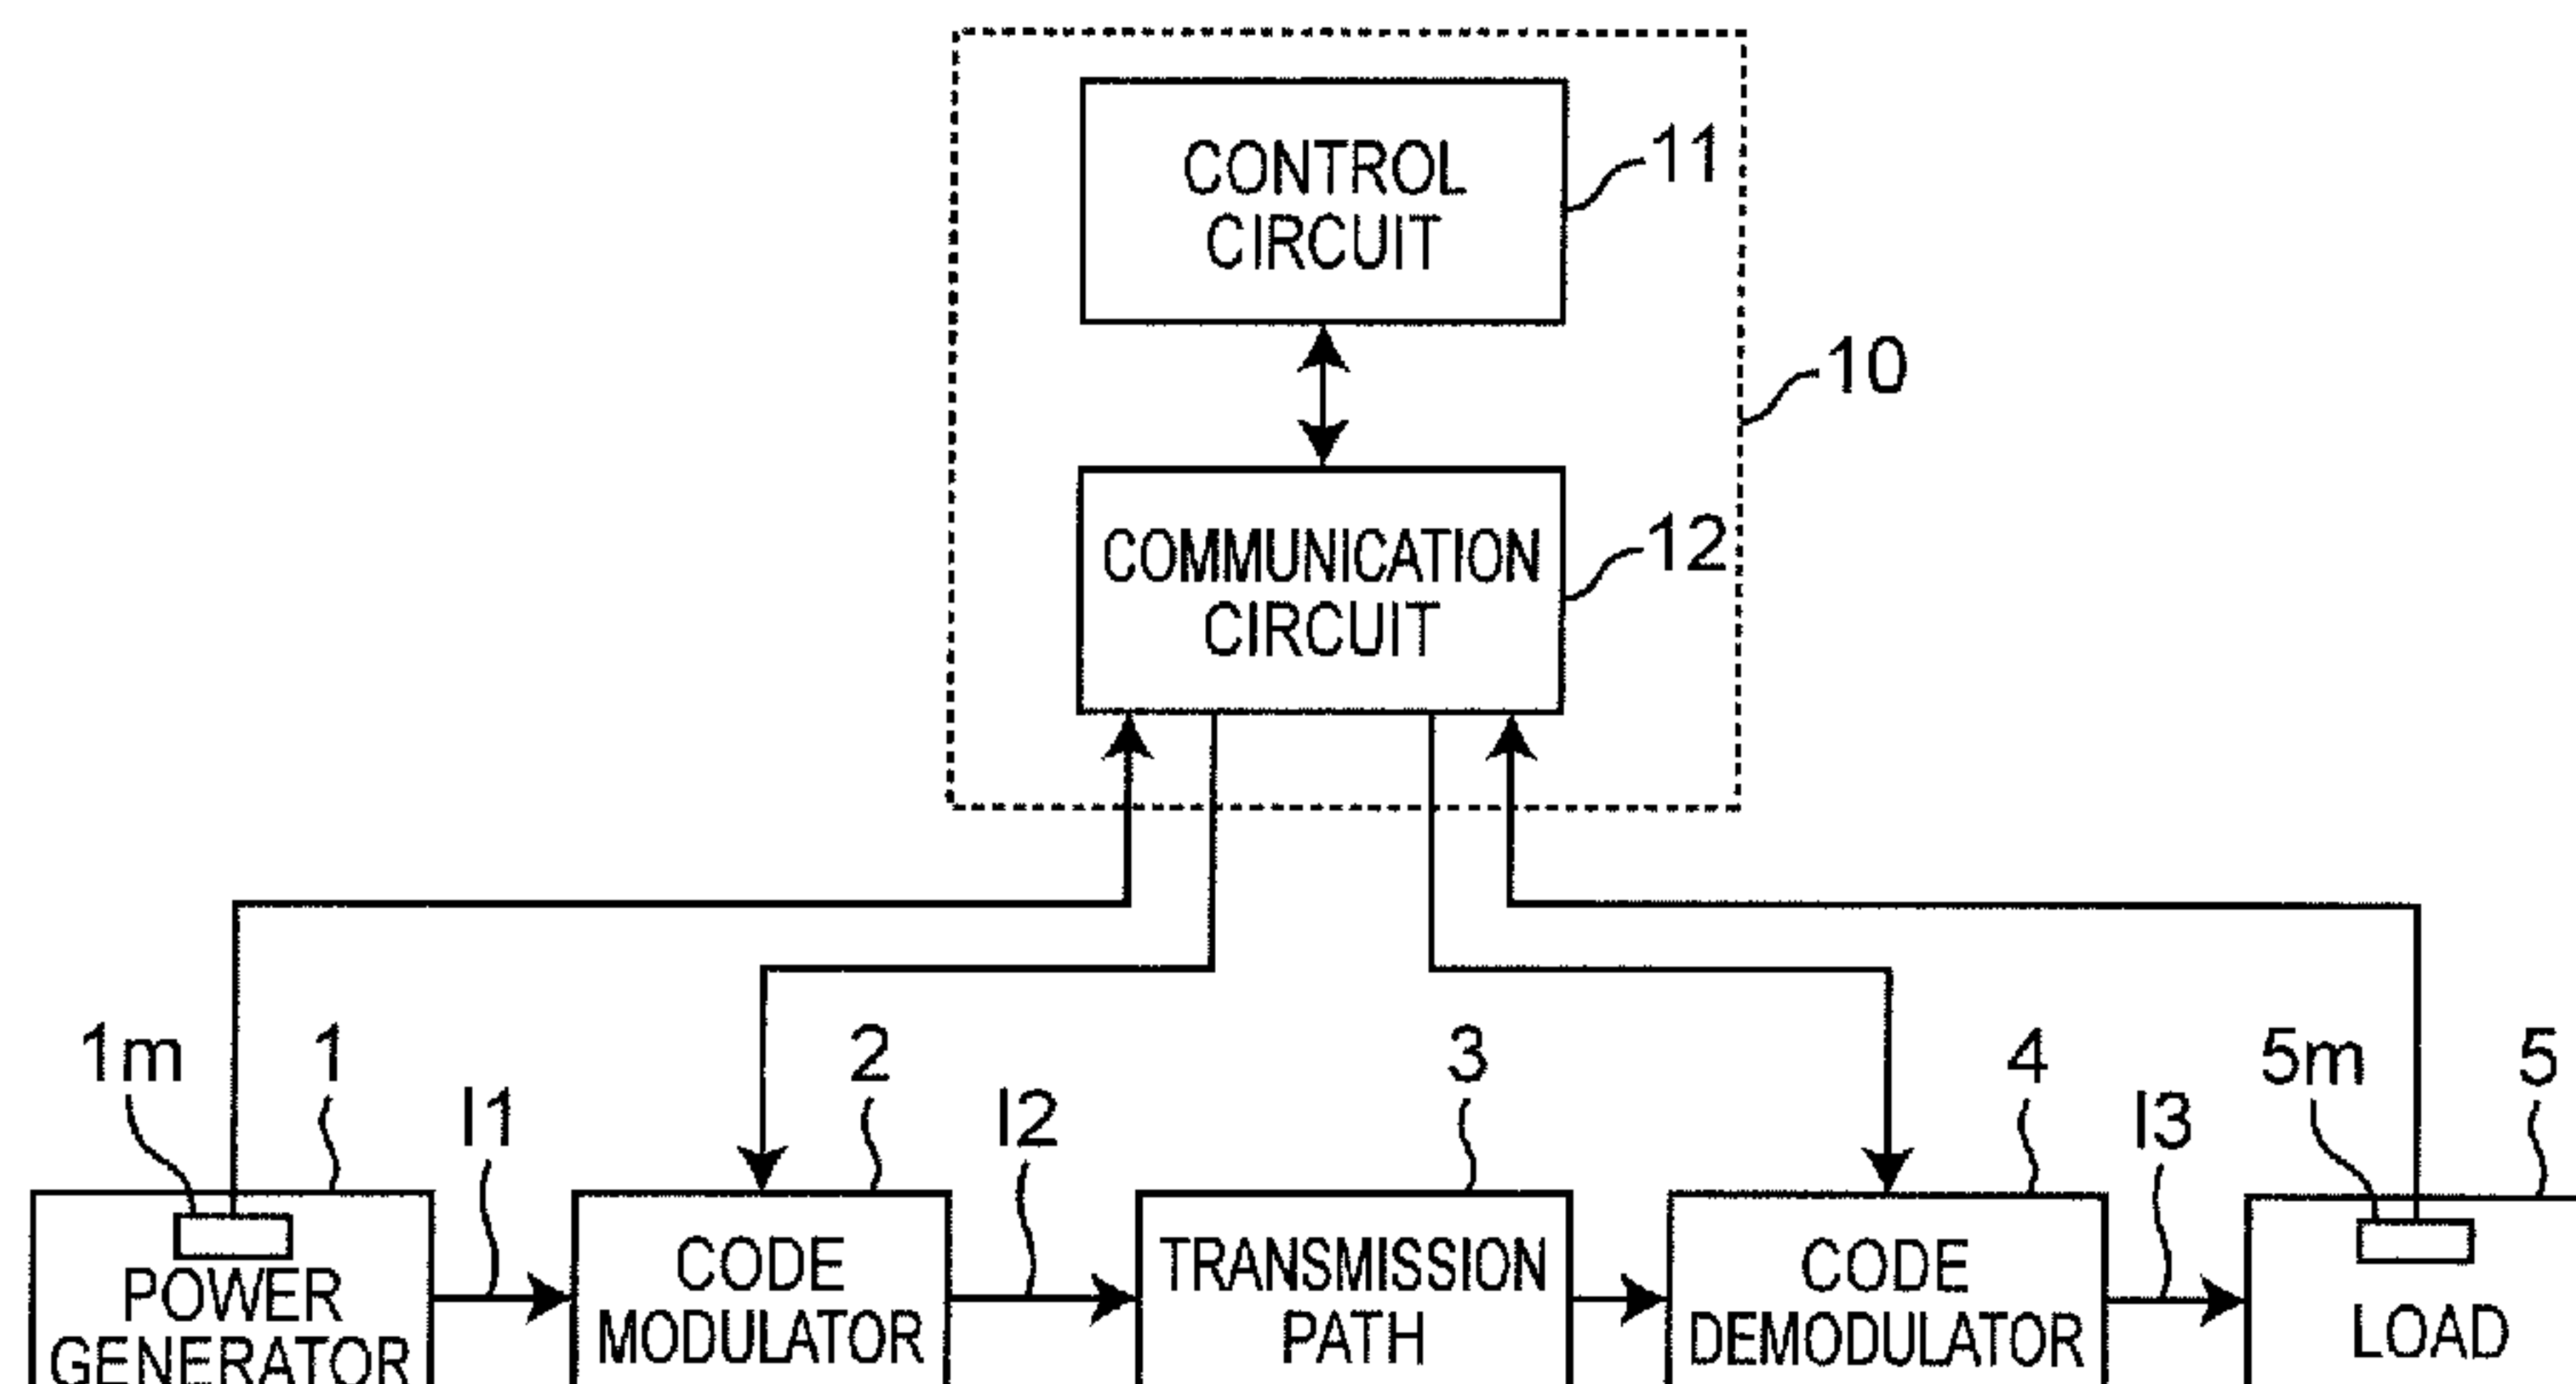 CONTROL
CIRCUIT
11
10
COMMUNICATION
CIRCUIT
12
1m
1
I1
2
I2
3
4
I3
5m
5
POWER
GENERATOR
CODE
MODULATOR
TRANSMISSION
PATH
CODE
DEMODULATOR
LOAD